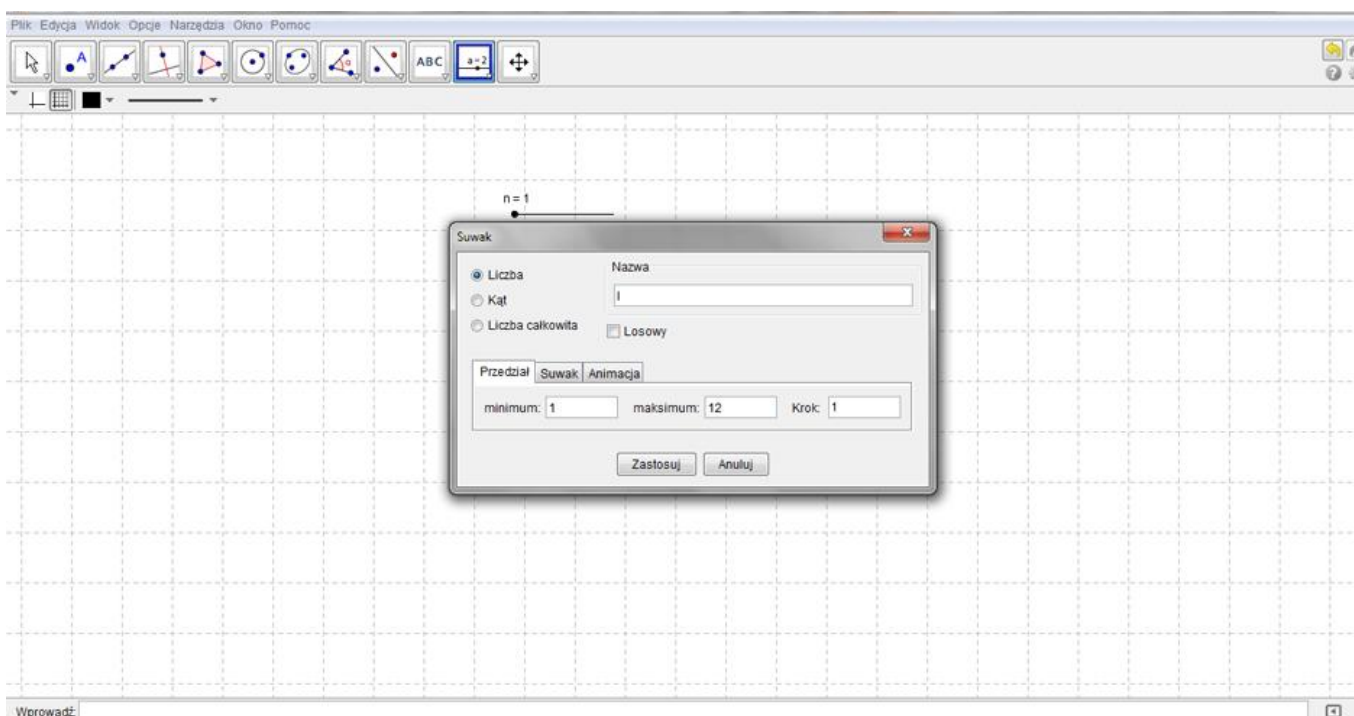 Plik Edycja Widok Opcje Narzędzia Okno Pomoc
A
α
ABC
a=2
n = 1
Suwak
Liczba
Nazwa
Kąt
l
Liczba całkowita
Losowy
Przedział Suwak Animacja
minimum: 1 maksimum: 12 Krok: 1
Zastosuj Anuluj
Wprowadź: